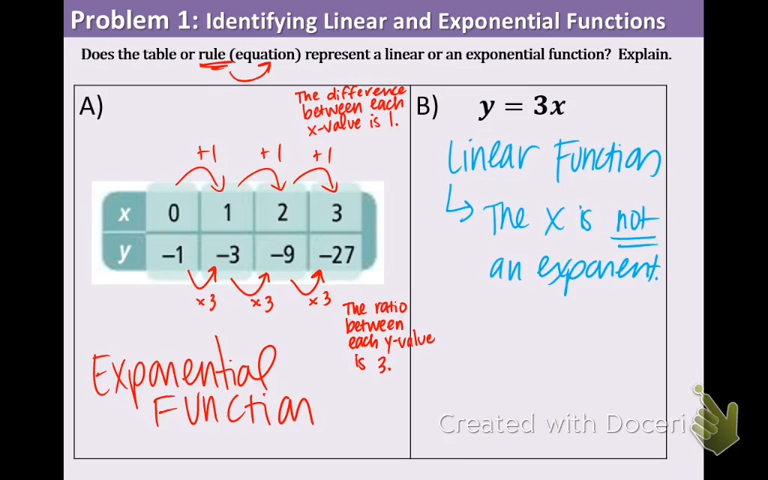 Problem 1: Identifying Linear and Exponential Functions
Does the table or rule (equation) represent a linear or an exponential function? Explain.
A)
The difference
between each
x-value is 1.
+1 +1 +1
x 0 1 2 3
y −1 −3 −9 −27
×3 ×3 ×3
The ratio
between
each y-value
is 3.
Exponential
Function
B) y = 3x
Linear Function
↳ The x is not
an exponent.
Created with Doceri